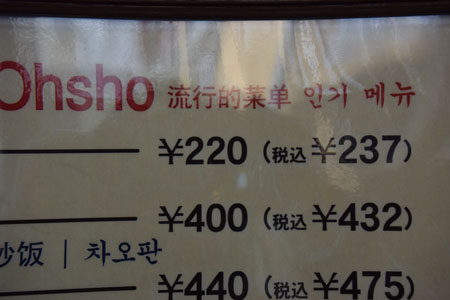 Ohsho 流行的菜单 인기 메뉴
¥220 (税込¥237)
¥400 (税込¥432)
炒饭 | 차오판
¥440 (税込¥475)